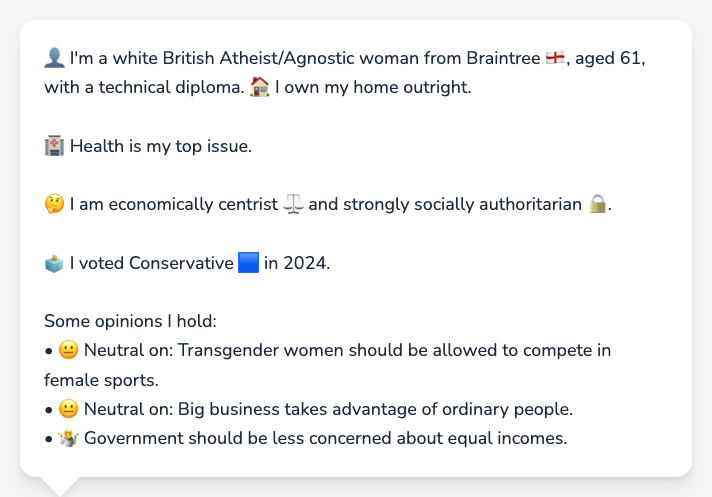 👤 I'm a white British Atheist/Agnostic woman from Braintree 🏴󠁧󠁢󠁥󠁮󠁧󠁿, aged 61,
with a technical diploma. 🏠 I own my home outright.
🏥 Health is my top issue.
🤔 I am economically centrist ⚖️ and strongly socially authoritarian 🔒.
🗳️ I voted Conservative 🟦 in 2024.
Some opinions I hold:
• 😐 Neutral on: Transgender women should be allowed to compete in
female sports.
• 😐 Neutral on: Big business takes advantage of ordinary people.
• 🤷 Government should be less concerned about equal incomes.